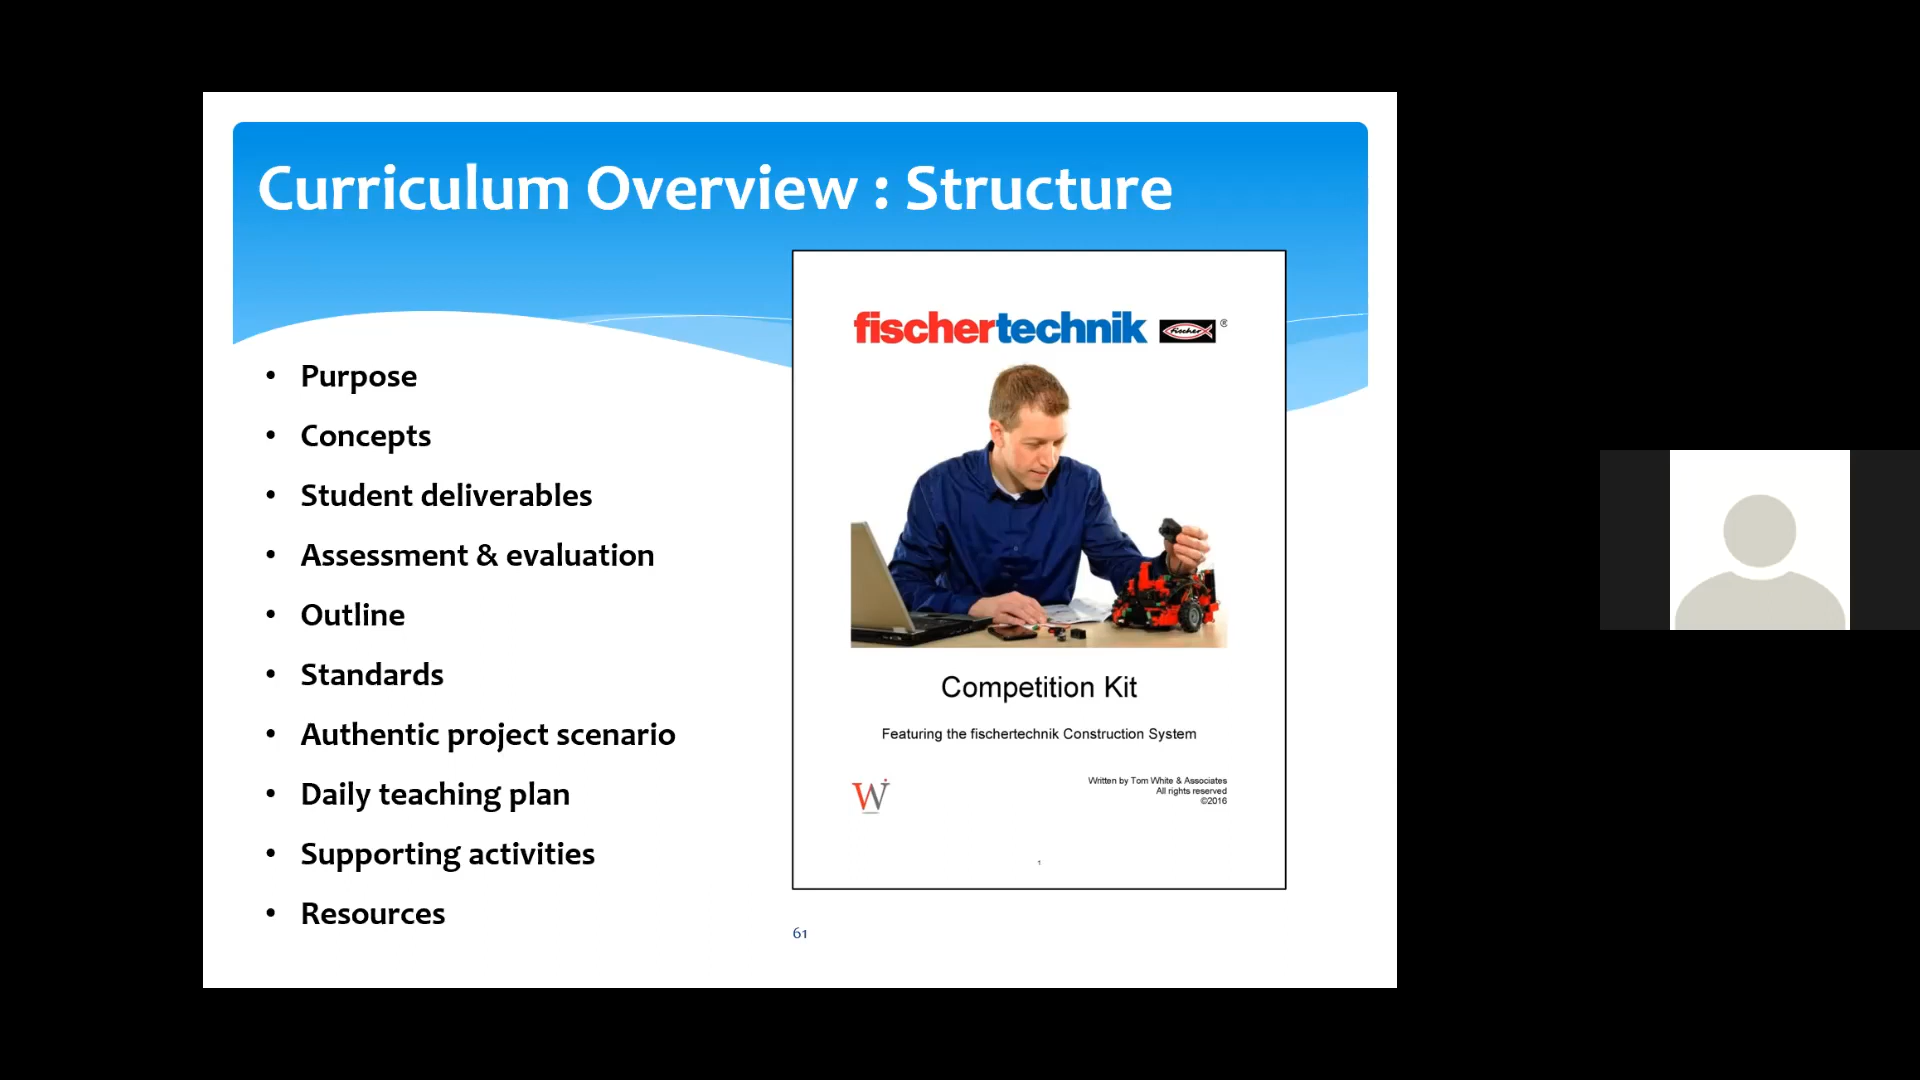 Curriculum Overview : Structure
• Purpose
• Concepts
• Student deliverables
• Assessment & evaluation
• Outline
• Standards
• Authentic project scenario
• Daily teaching plan
• Supporting activities
• Resources
fischertechnik fischer ®
Competition Kit
Featuring the fischertechnik Construction System
W
Written by Tom White & Associates
All rights reserved
©2016
1
61